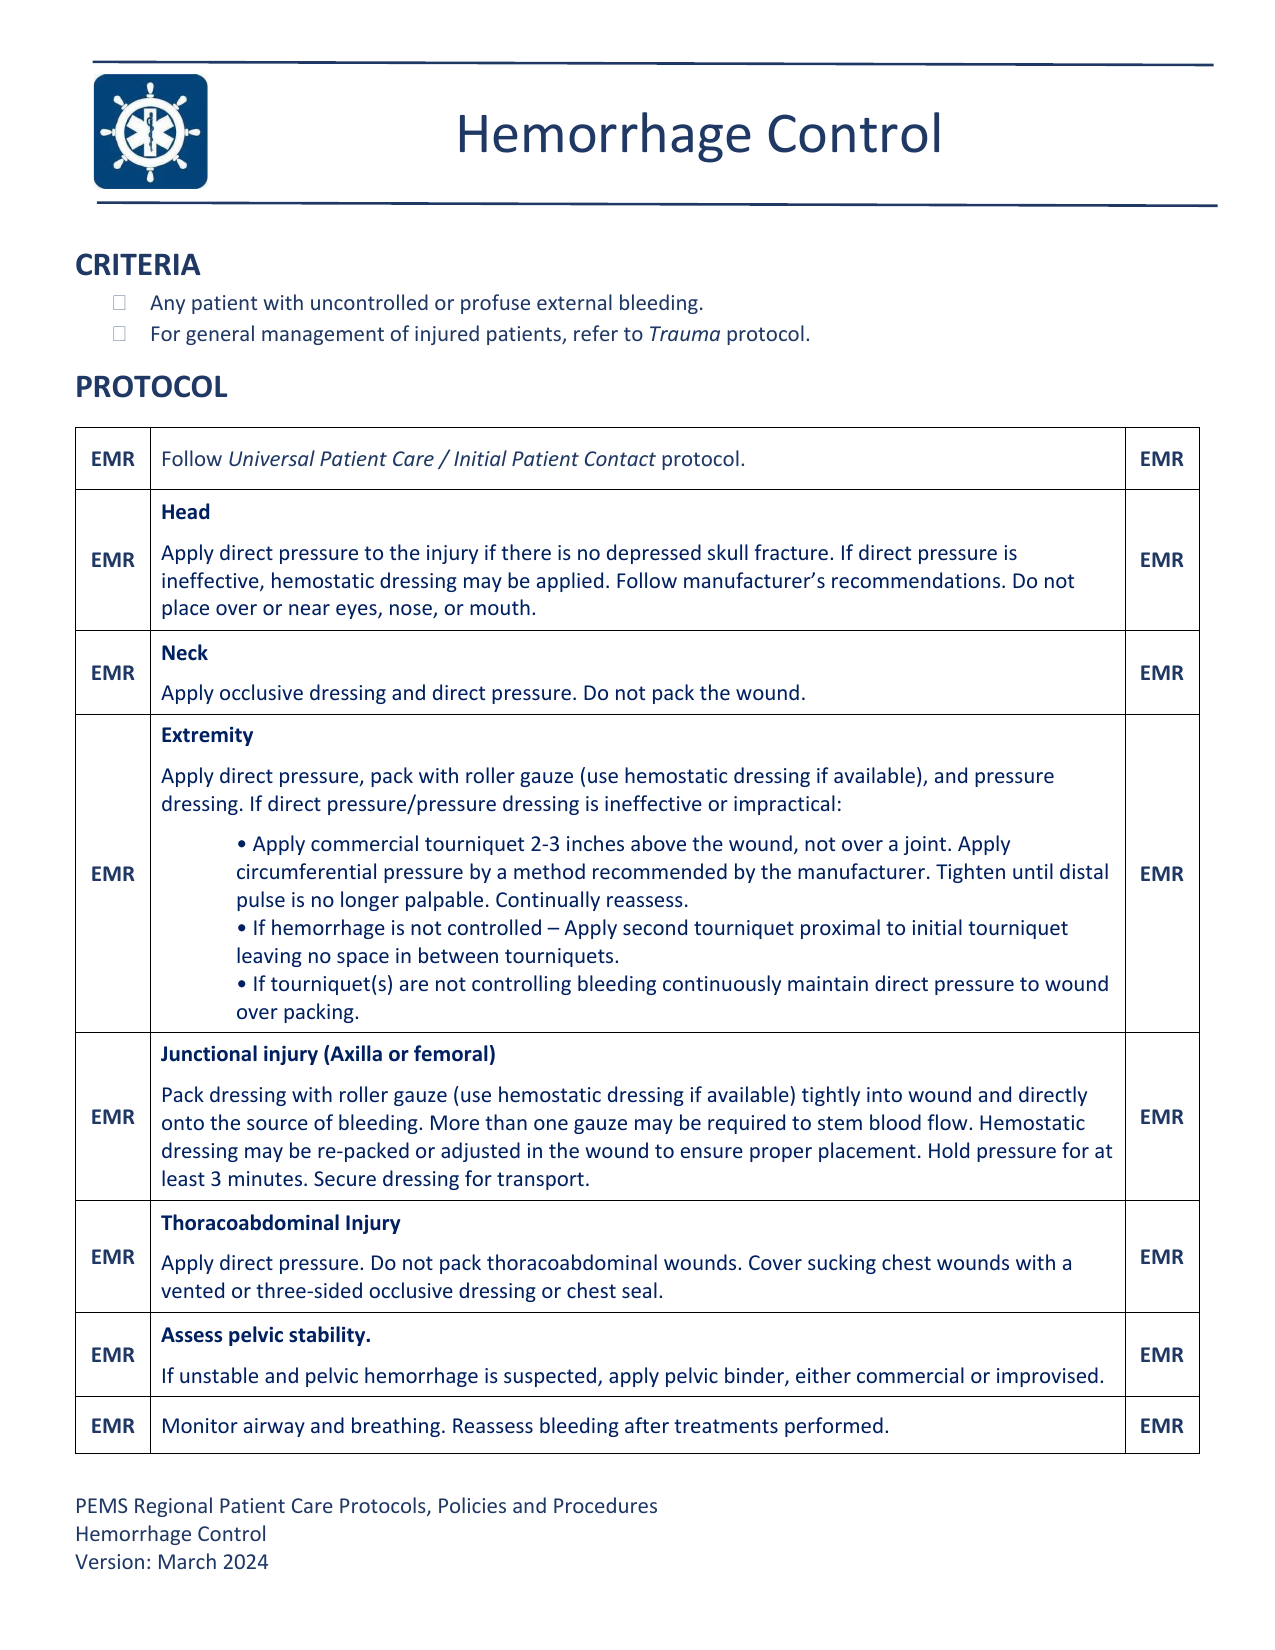 Hemorrhage Control
CRITERIA
Any patient with uncontrolled or profuse external bleeding.
For general management of injured patients, refer to Trauma protocol.
PROTOCOL
EMR Follow Universal Patient Care / Initial Patient Contact protocol. EMR
Head
EMR EMR
Apply direct pressure to the injury if there is no depressed skull fracture. If direct pressure is
ineffective, hemostatic dressing may be applied. Follow manufacturer’s recommendations. Do not
place over or near eyes, nose, or mouth.
Neck
EMR EMR
Apply occlusive dressing and direct pressure. Do not pack the wound.
Extremity
Apply direct pressure, pack with roller gauze (use hemostatic dressing if available), and pressure
dressing. If direct pressure/pressure dressing is ineffective or impractical:
• Apply commercial tourniquet 2-3 inches above the wound, not over a joint. Apply
EMR circumferential pressure by a method recommended by the manufacturer. Tighten until distal EMR
pulse is no longer palpable. Continually reassess.
• If hemorrhage is not controlled – Apply second tourniquet proximal to initial tourniquet
leaving no space in between tourniquets.
• If tourniquet(s) are not controlling bleeding continuously maintain direct pressure to wound
over packing.
Junctional injury (Axilla or femoral)
Pack dressing with roller gauze (use hemostatic dressing if available) tightly into wound and directly
EMR onto the source of bleeding. More than one gauze may be required to stem blood flow. Hemostatic EMR
dressing may be re-packed or adjusted in the wound to ensure proper placement. Hold pressure for at
least 3 minutes. Secure dressing for transport.
Thoracoabdominal Injury
EMR Apply direct pressure. Do not pack thoracoabdominal wounds. Cover sucking chest wounds with a EMR
vented or three-sided occlusive dressing or chest seal.
Assess pelvic stability.
EMR EMR
If unstable and pelvic hemorrhage is suspected, apply pelvic binder, either commercial or improvised.
EMR Monitor airway and breathing. Reassess bleeding after treatments performed. EMR
PEMS Regional Patient Care Protocols, Policies and Procedures
Hemorrhage Control
Version: March 2024